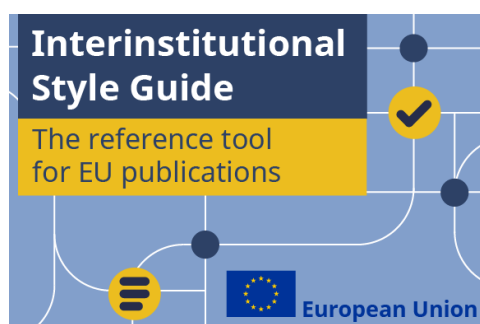 Interinstitutional
Style Guide
The reference tool
for EU publications
European Union